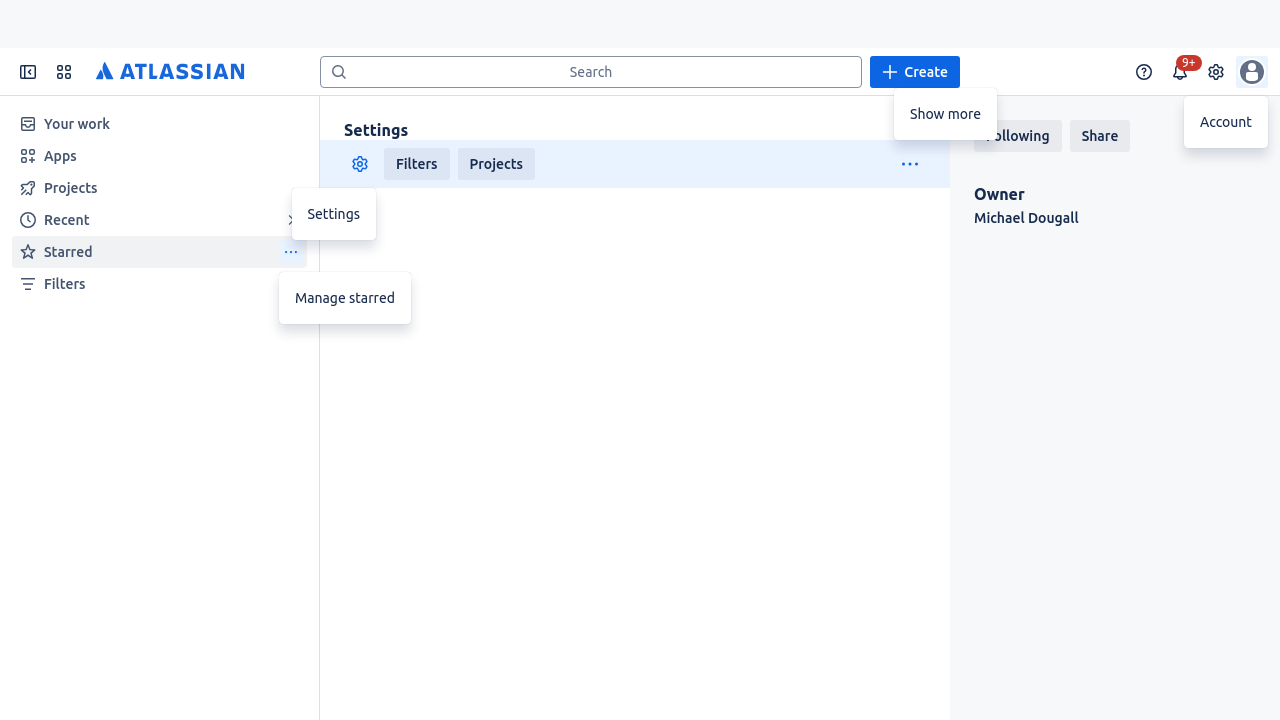 ATLASSIAN
Search
Create
9+
Show more
Account
Your work
Apps
Projects
Recent
Starred
Filters
Settings
Manage starred
Settings
Filters
Projects
Following
Share
Owner
Michael Dougall